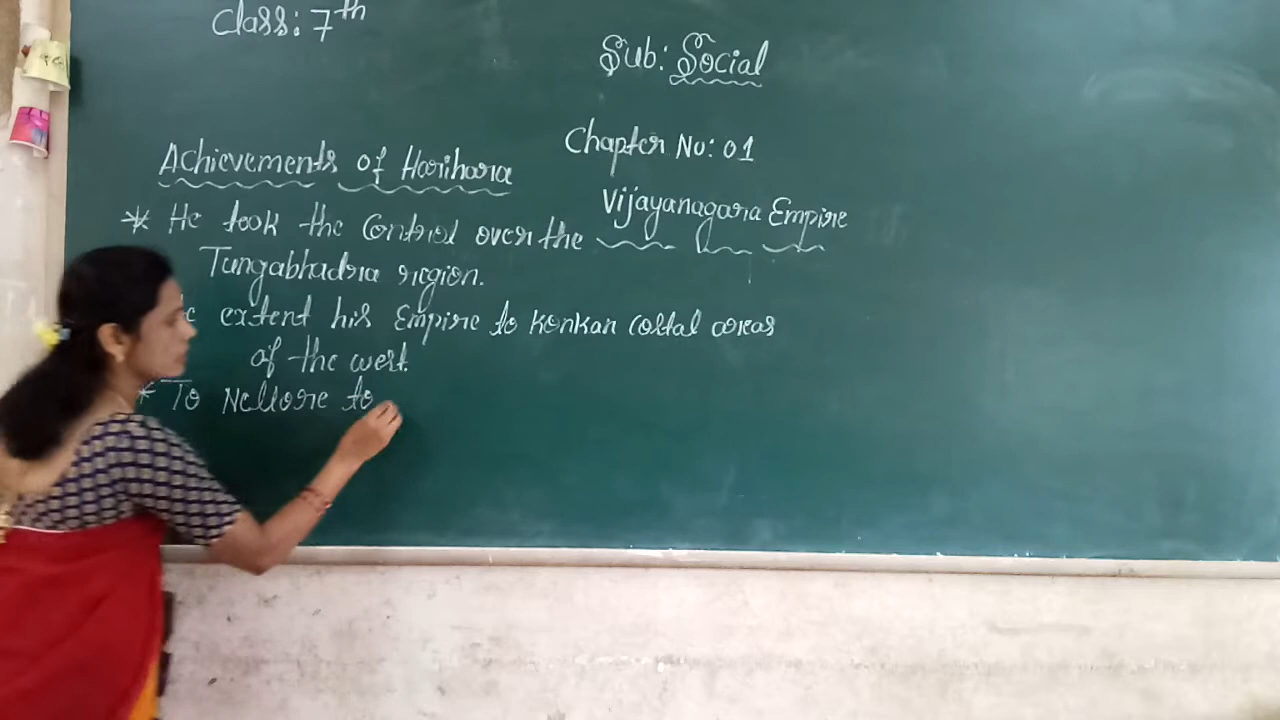 Class: 7th
Sub: Social
Chapter No: 01
Vijayanagara Empire
Achievements of Harihara
* He took the Control over the
Tungabhadra region.
extent his Empire to Konkan Costal areas
of the west.
* To Nellore to